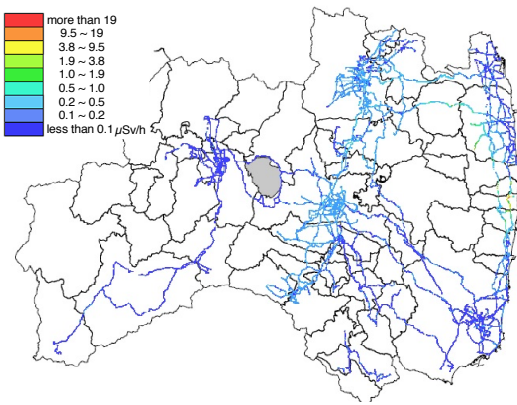 more than 19
9.5 ~ 19
3.8 ~ 9.5
1.9 ~ 3.8
1.0 ~ 1.9
0.5 ~ 1.0
0.2 ~ 0.5
0.1 ~ 0.2
less than 0.1 μSv/h